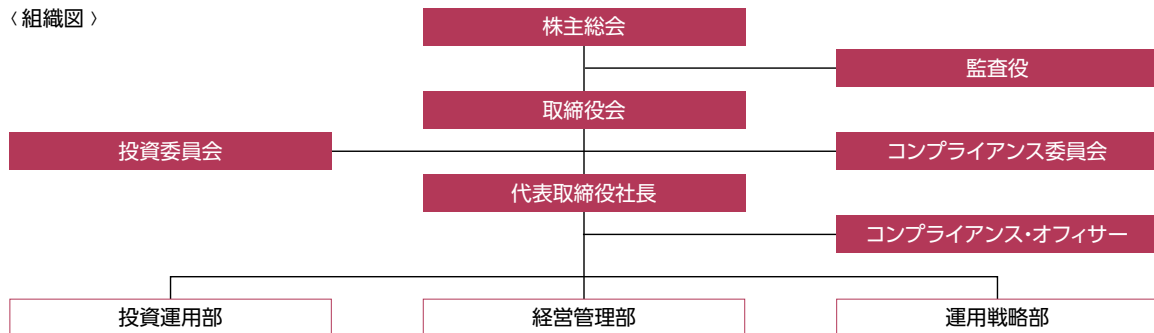 〈 組織図 〉
株主総会
監査役
取締役会
投資委員会
コンプライアンス委員会
代表取締役社長
コンプライアンス・オフィサー
投資運用部
経営管理部
運用戦略部